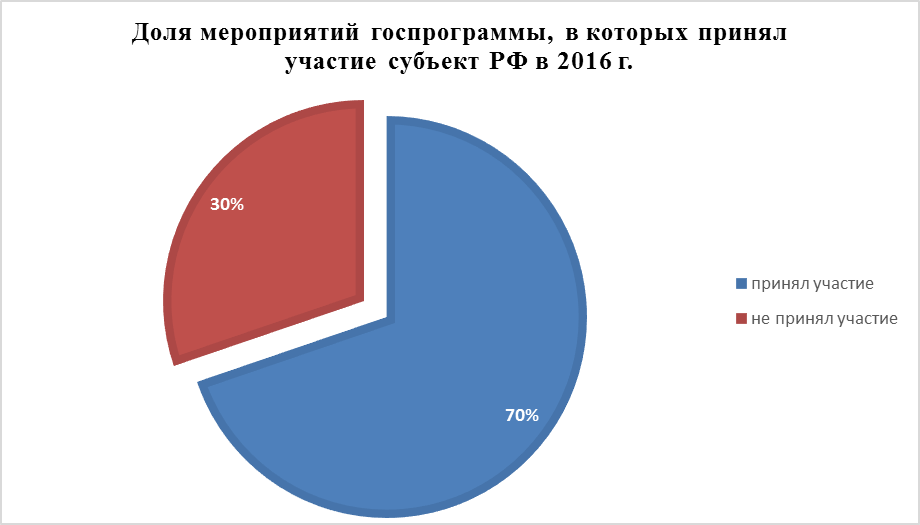 Доля мероприятий госпрограммы, в которых принял
участие субъект РФ в 2016 г.
30%
принял участие
не принял участие
70%